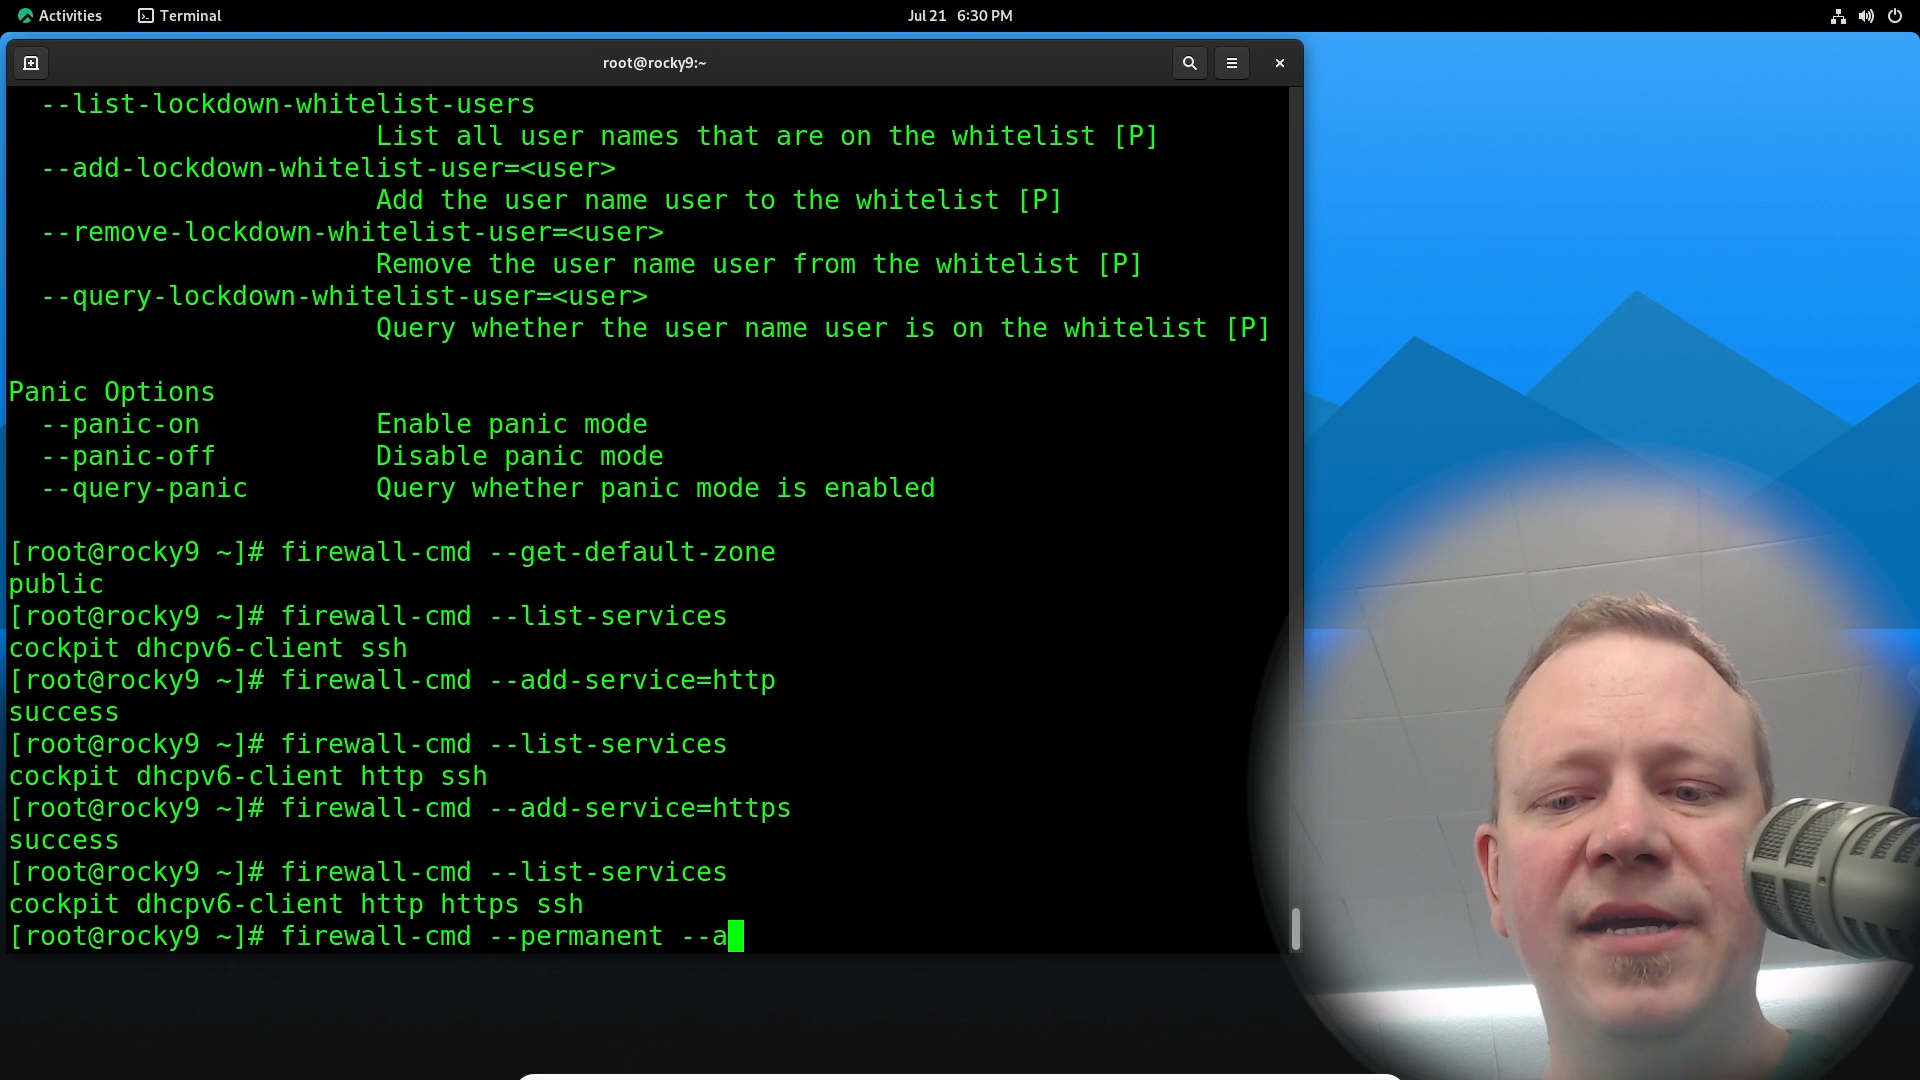 Activities
Terminal
Jul 21 6:30 PM
root@rocky9:~
--list-lockdown-whitelist-users
List all user names that are on the whitelist [P]
--add-lockdown-whitelist-user=<user>
Add the user name user to the whitelist [P]
--remove-lockdown-whitelist-user=<user>
Remove the user name user from the whitelist [P]
--query-lockdown-whitelist-user=<user>
Query whether the user name user is on the whitelist [P]
Panic Options
--panic-on Enable panic mode
--panic-off Disable panic mode
--query-panic Query whether panic mode is enabled
[root@rocky9 ~]# firewall-cmd --get-default-zone
public
[root@rocky9 ~]# firewall-cmd --list-services
cockpit dhcpv6-client ssh
[root@rocky9 ~]# firewall-cmd --add-service=http
success
[root@rocky9 ~]# firewall-cmd --list-services
cockpit dhcpv6-client http ssh
[root@rocky9 ~]# firewall-cmd --add-service=https
success
[root@rocky9 ~]# firewall-cmd --list-services
cockpit dhcpv6-client http https ssh
[root@rocky9 ~]# firewall-cmd --permanent --a